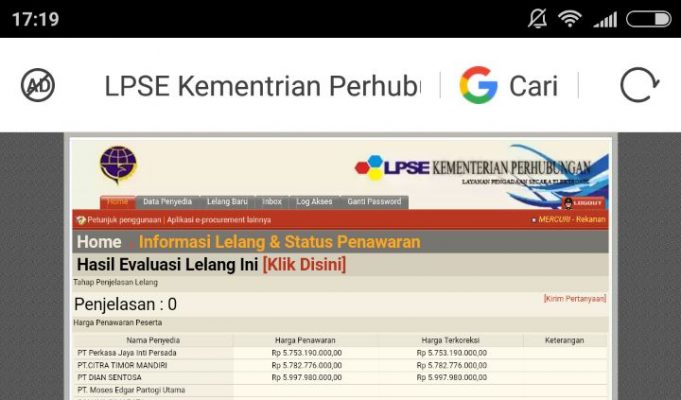 17:19
AD
LPSE Kementrian Perhubu
Cari
LPSE KEMENTERIAN PERHUBUNGAN
LAYANAN PENGADAAN SECARA ELEKTRONIK
Home Data Penyedia Lelang Baru Inbox Log Akses Ganti Password LOGOUT
Petunjuk penggunaan | Aplikasi e-procurement lainnya MERCURI - Rekanan
Home Informasi Lelang & Status Penawaran
Hasil Evaluasi Lelang Ini [Klik Disini]
Tahap Penjelasan Lelang
Penjelasan : 0 [Kirim Pertanyaan]
Harga Penawaran Peserta
Nama Penyedia Harga Penawaran Harga Terkoreksi Keterangan
PT Perkasa Jaya Inti Persada Rp 5.753.190.000,00 Rp 5.753.190.000,00
PT.CITRA TIMOR MANDIRI Rp 5.782.776.000,00 Rp 5.782.776.000,00
PT DIAN SENTOSA Rp 5.997.980.000,00 Rp 5.997.980.000,00
PT. Moses Edgar Partogi Utama